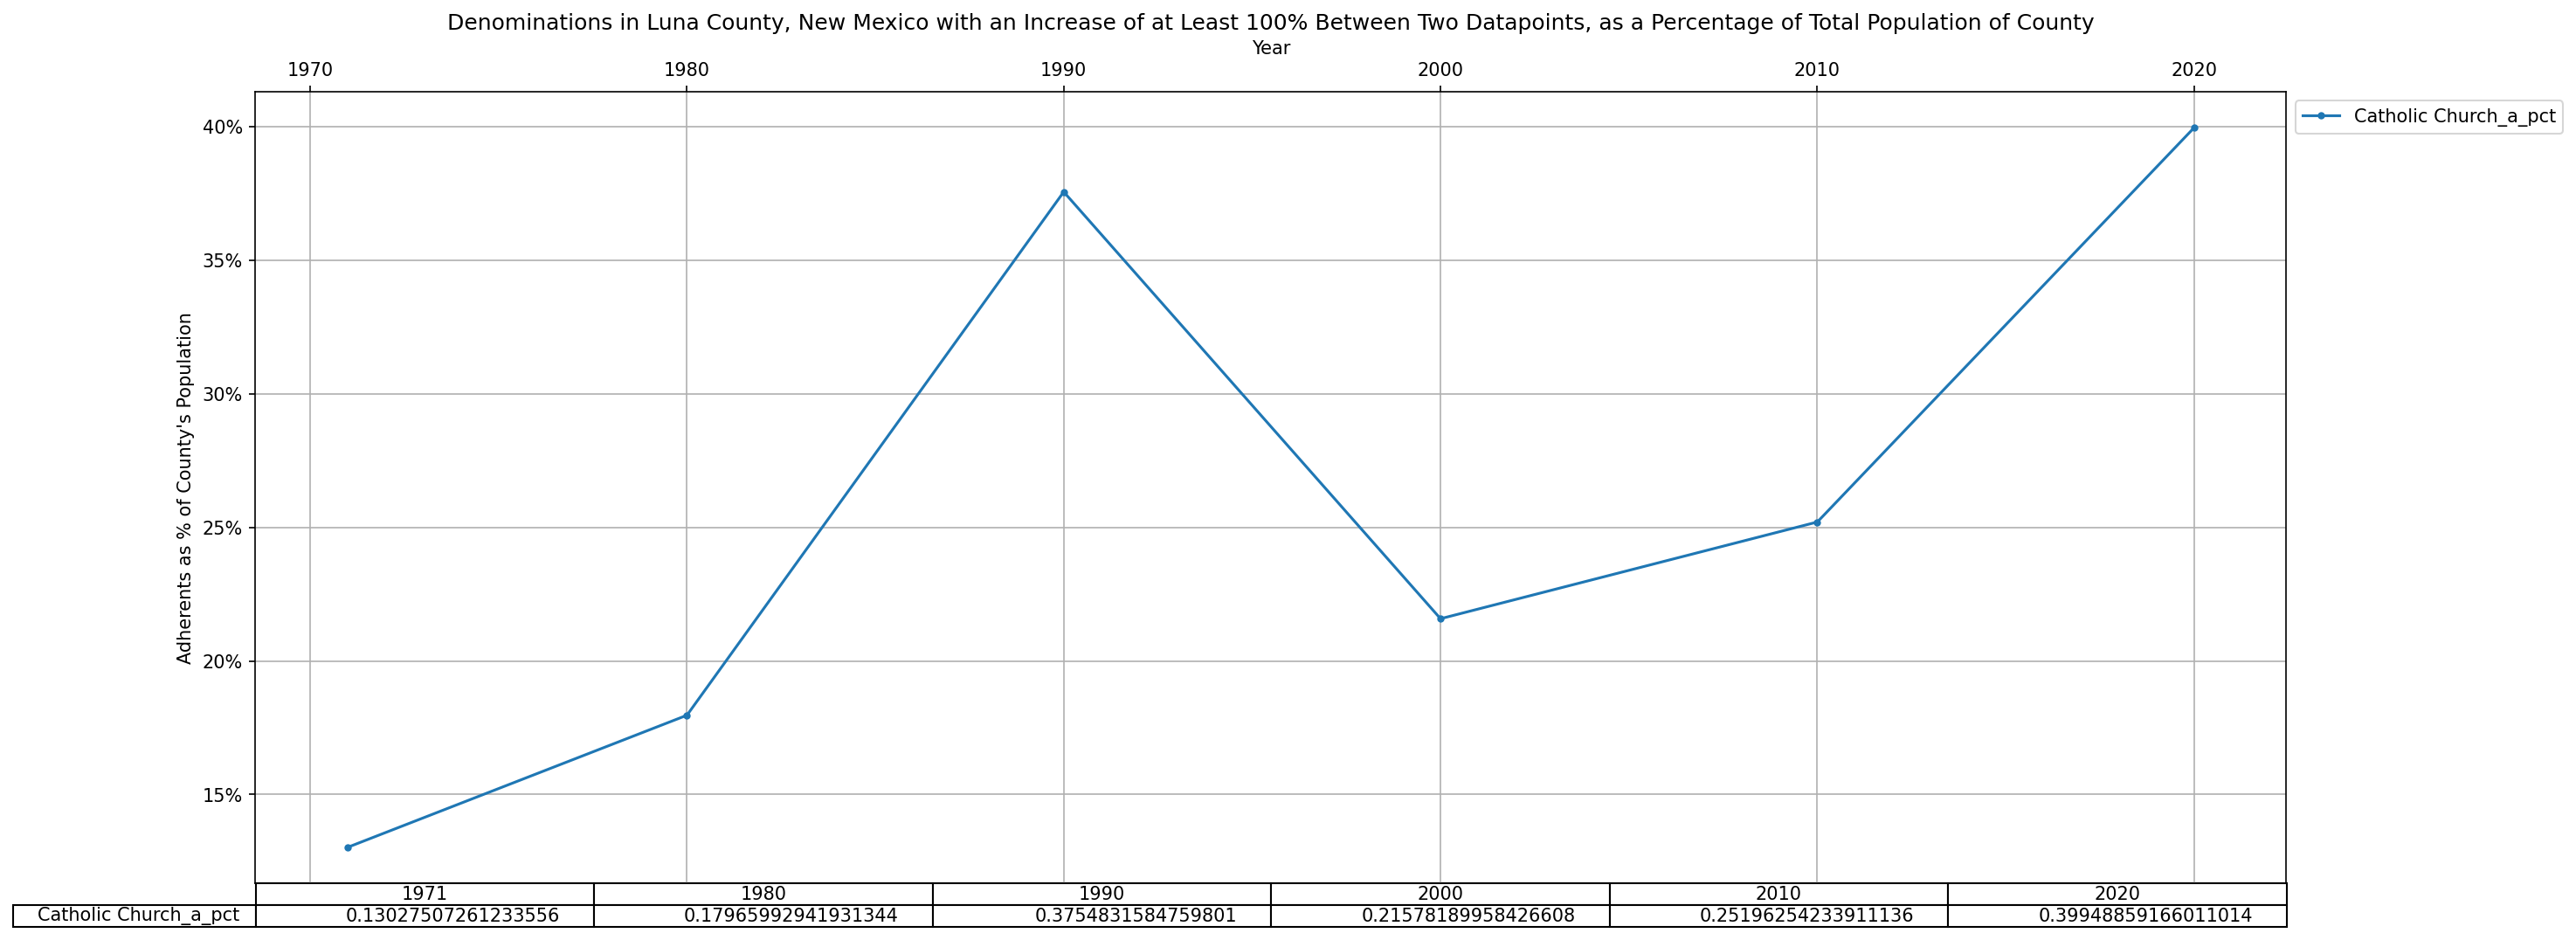 Denominations in Luna County, New Mexico with an Increase of at Least 100% Between Two Datapoints, as a Percentage of Total Population of County
Year
1970 1980 1990 2000 2010 2020
Catholic Church_a_pct
Adherents as % of County's Population
40%
35%
30%
25%
20%
15%
1971 1980 1990 2000 2010 2020
Catholic Church_a_pct 0.13027507261233556 0.17965992941931344 0.3754831584759801 0.21578189958426608 0.25196254233911136 0.399488591660 11014